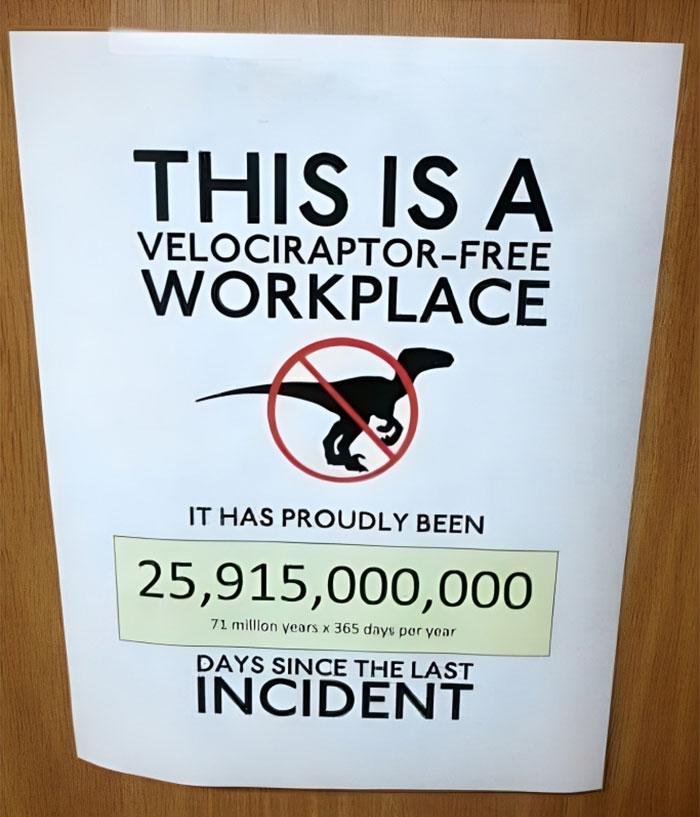 THIS IS A
VELOCIRAPTOR-FREE
WORKPLACE
IT HAS PROUDLY BEEN
25,915,000,000
71 million years x 365 days per year
DAYS SINCE THE LAST
INCIDENT